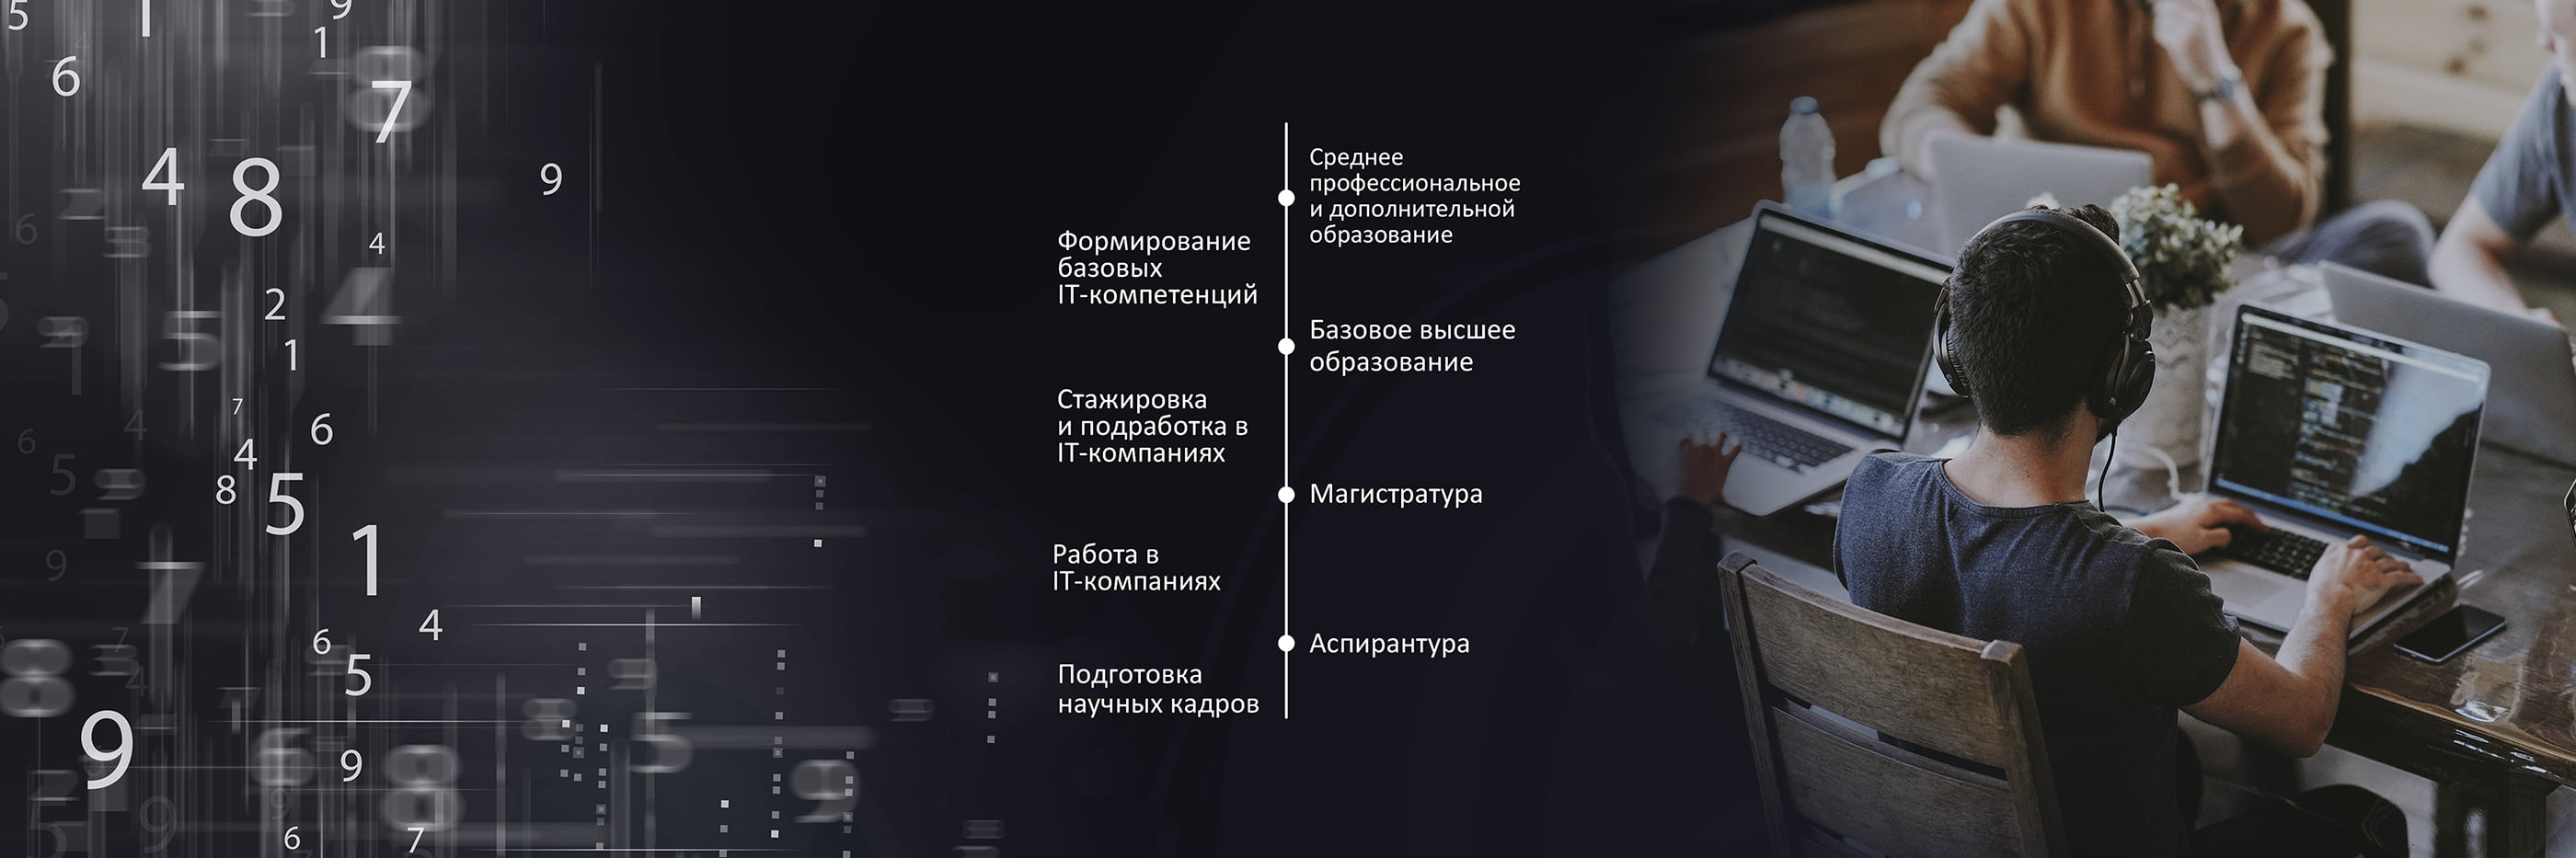 Среднее
профессиональное
и дополнительной
образование
Формирование
базовых
IT-компетенций
Базовое высшее
образование
Стажировка
и подработка в
IT-компаниях
Магистратура
Работа в
IT-компаниях
Аспирантура
Подготовка
научных кадров